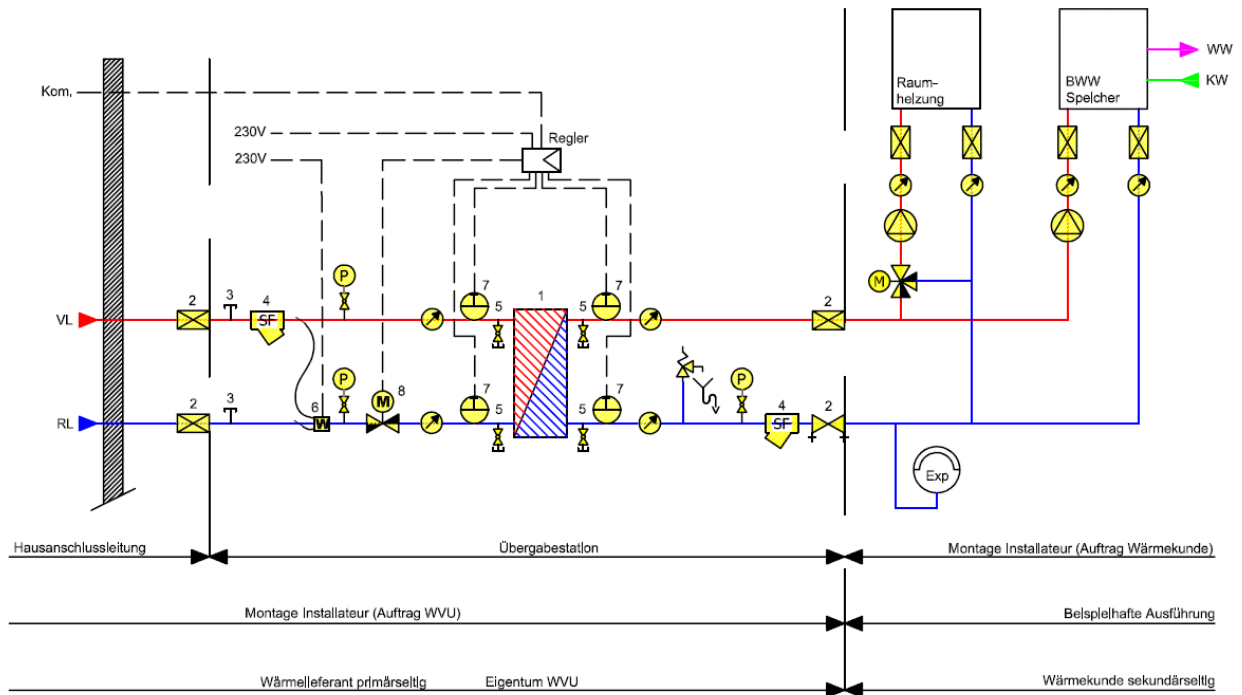 Kom.
230V
230V
Regler
Raum-
heizung
BWW
Speicher
WW
KW
VL
2
3
4
SF
P
7
5
1
7
5
2
M
RL
2
3
6
W
P
M
8
7
5
7
5
P
4
SF
2
Exp
Hausanschlussleitung
Übergabestation
Montage Installateur (Auftrag Wärmekunde)
Montage Installateur (Auftrag WVU)
Beispielhafte Ausführung
Wärmelieferant primärseitig
Eigentum WVU
Wärmekunde sekundärseitig